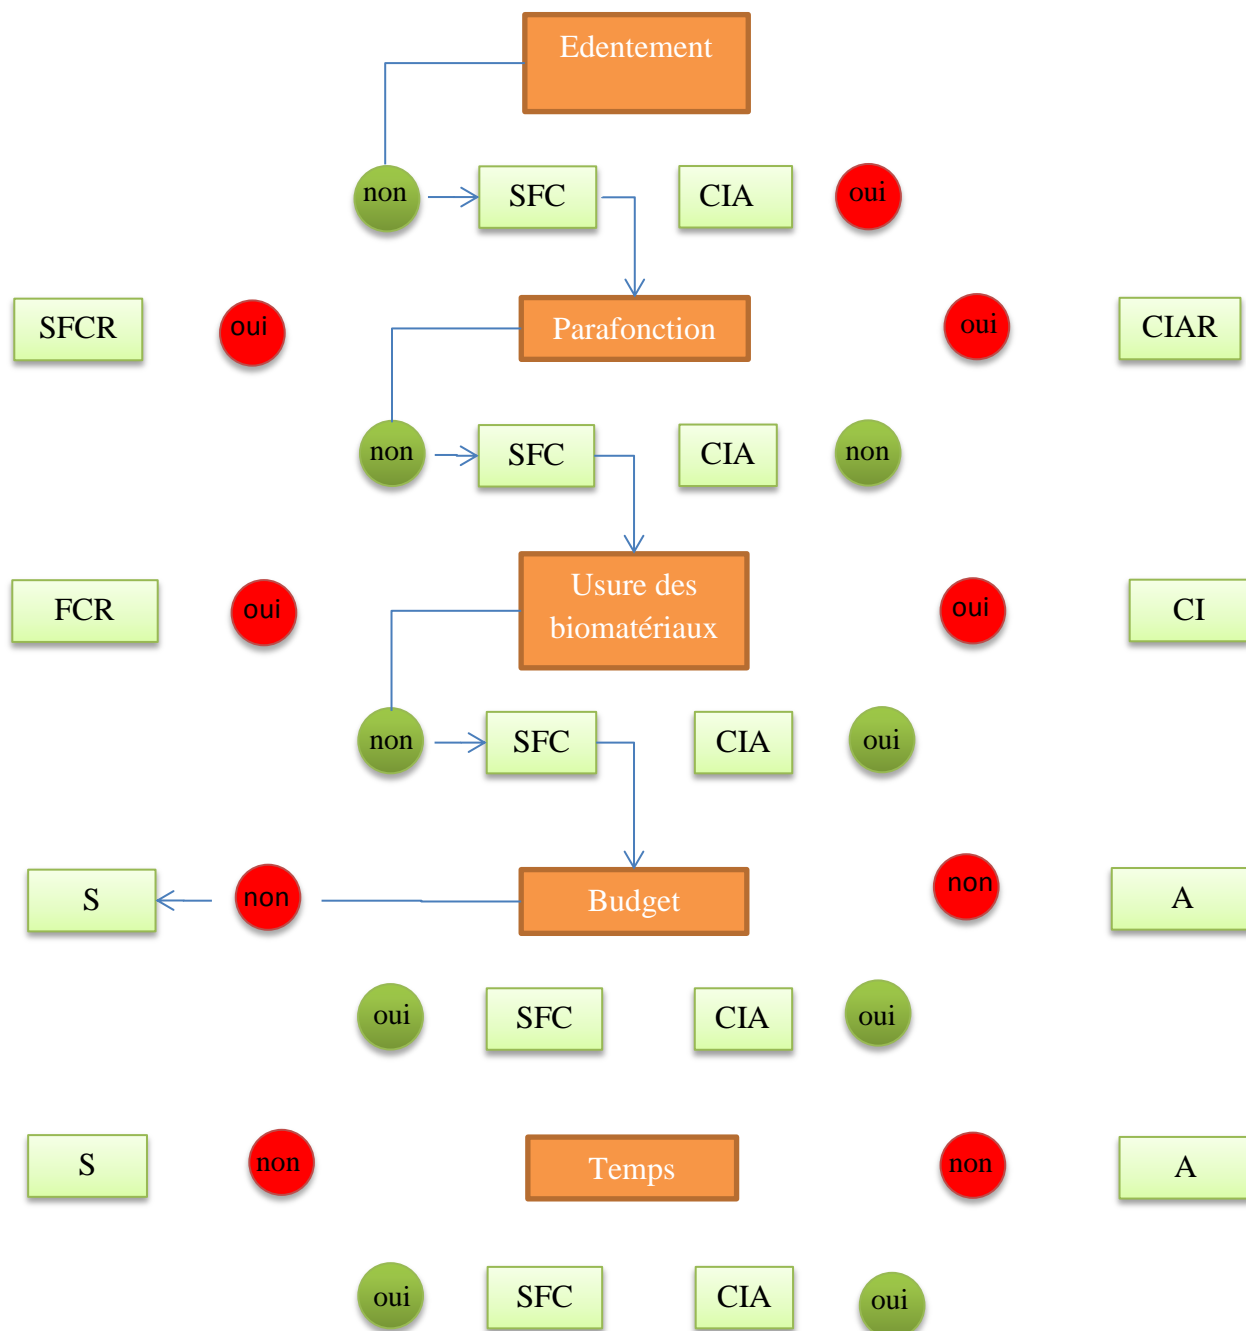 Edentement
non
SFC
CIA
oui
SFCR
oui
Parafonction
oui
CIAR
non
SFC
CIA
non
FCR
oui
Usure des
biomatériaux
oui
CI
non
SFC
CIA
oui
S
non
Budget
non
A
oui
SFC
CIA
oui
S
non
Temps
non
A
oui
SFC
CIA
oui